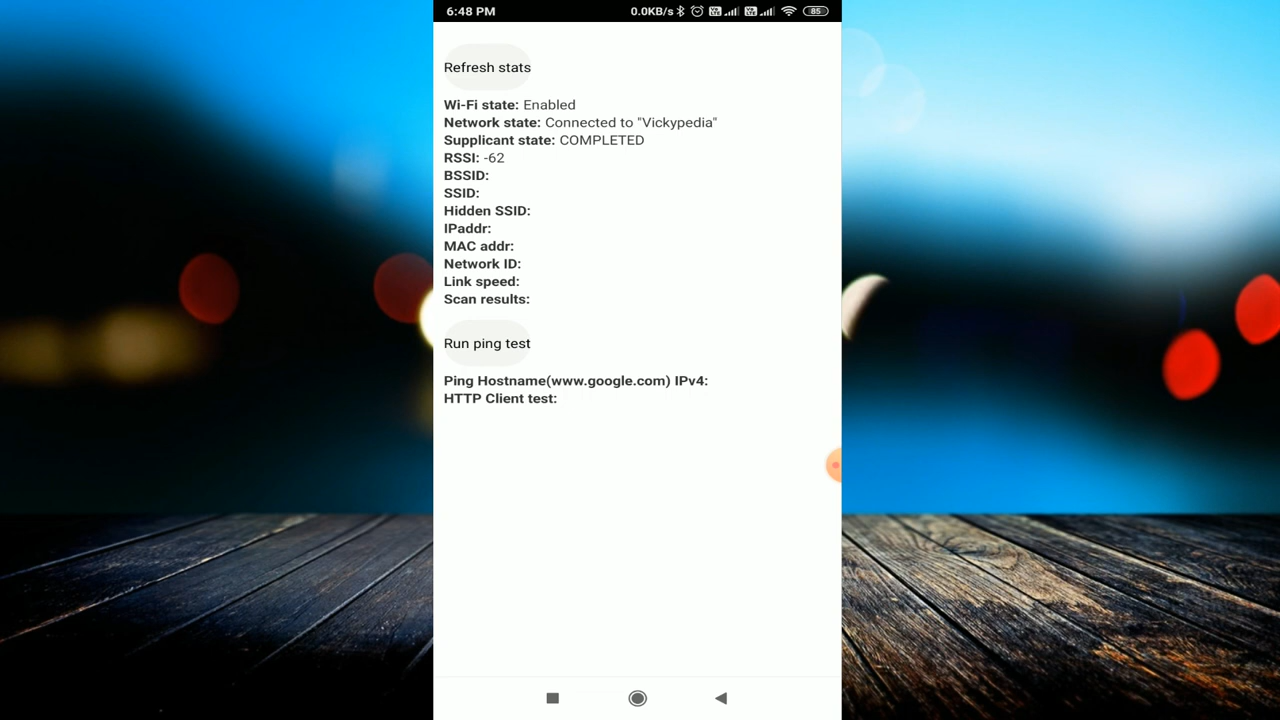 6:48 PM 0.0KB/s 85
Refresh stats
Wi-Fi state: Enabled
Network state: Connected to "Vickypedia"
Supplicant state: COMPLETED
RSSI: -62
BSSID:
SSID:
Hidden SSID:
IPaddr:
MAC addr:
Network ID:
Link speed:
Scan results:
Run ping test
Ping Hostname(www.google.com) IPv4:
HTTP Client test: